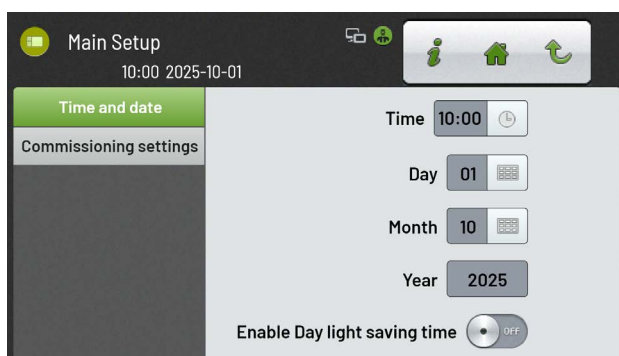 Main Setup
10:00 2025-10-01
Time and date
Commissioning settings
Time 10:00
Day 01
Month 10
Year 2025
Enable Day light saving time OFF